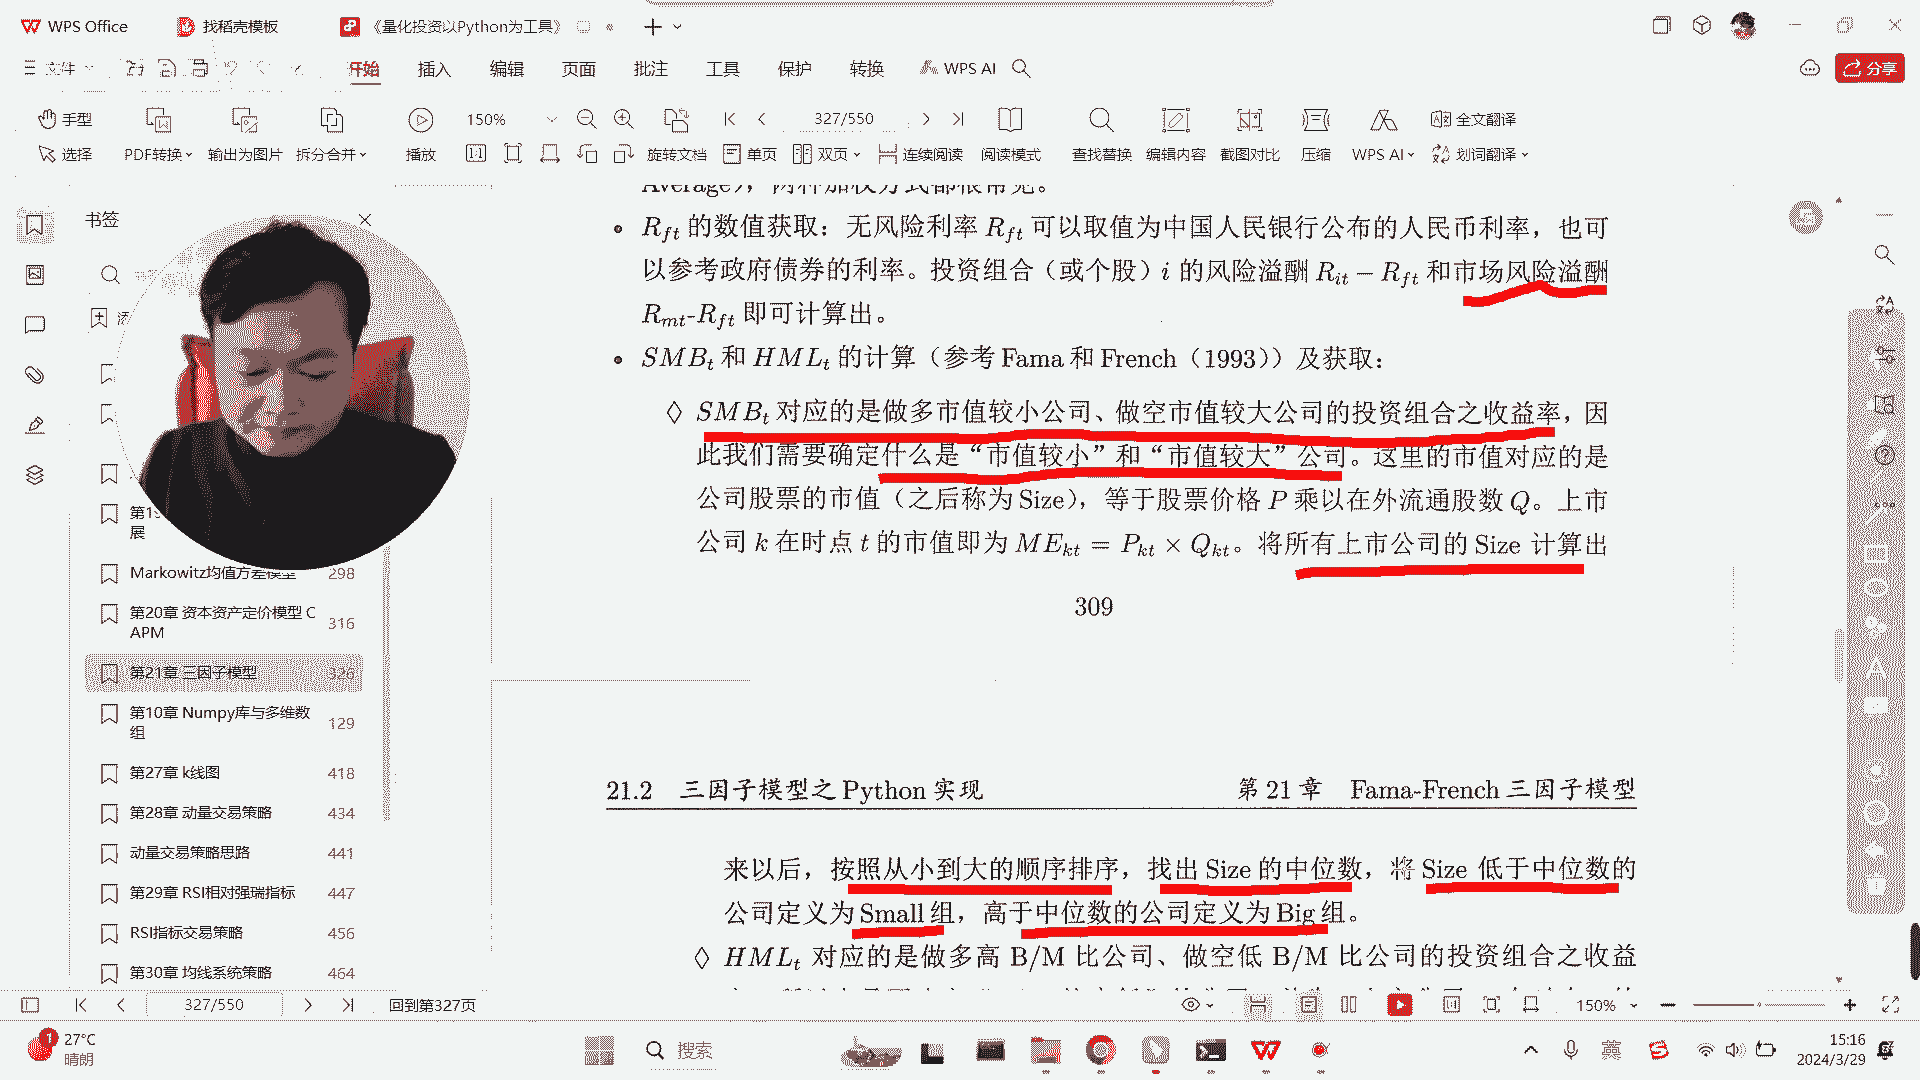 WPS Office
找稻壳模板
《量化投资以Python为工具》
文件
开始
插入
编辑
页面
批注
工具
保护
转换
WPS AI
分享
手型
150%
327/550
全文翻译
选择
PDF转换
输出为图片
拆分合并
播放
旋转文档
单页
双页
连续阅读
阅读模式
查找替换
编辑内容
截图对比
压缩
WPS AI
划词翻译
书签
展
Markowitz均值方差模型 298
第20章 资本资产定价模型 C
APM 316
第21章 三因子模型 326
第10章 Numpy库与多维数
组 129
第27章 k线图 418
第28章 动量交易策略 434
动量交易策略思路 441
第29章 RSI相对强瑞指标 447
RSI指标交易策略 456
第30章 均线系统策略 464
Average),两种加权方式都很常见。
• R_ft 的数值获取:无风险利率 R_ft 可以取值为中国人民银行公布的人民币利率,也可
以参考政府债券的利率。投资组合(或个股)i 的风险溢酬 R_it − R_ft 和市场风险溢酬
R_mt-R_ft 即可计算出。
• SMB_t 和 HML_t 的计算(参考 Fama 和 French(1993))及获取:
◊ SMB_t 对应的是做多市值较小公司、做空市值较大公司的投资组合之收益率,因
此我们需要确定什么是“市值较小”和“市值较大”公司。这里的市值对应的是
公司股票的市值(之后称为 Size),等于股票价格 P 乘以在外流通股数 Q。上市
公司 k 在时点 t 的市值即为 ME_kt = P_kt × Q_kt。将所有上市公司的 Size 计算出
309
21.2 三因子模型之 Python 实现 第 21 章 Fama-French 三因子模型
来以后,按照从小到大的顺序排序,找出 Size 的中位数,将 Size 低于中位数的
公司定义为 Small 组,高于中位数的公司定义为 Big 组。
◊ HML_t 对应的是做多高 B/M 比公司、做空低 B/M 比公司的投资组合之收益
327/550
回到第327页
150%
27°C
晴朗
搜索
英
15:16
2024/3/29